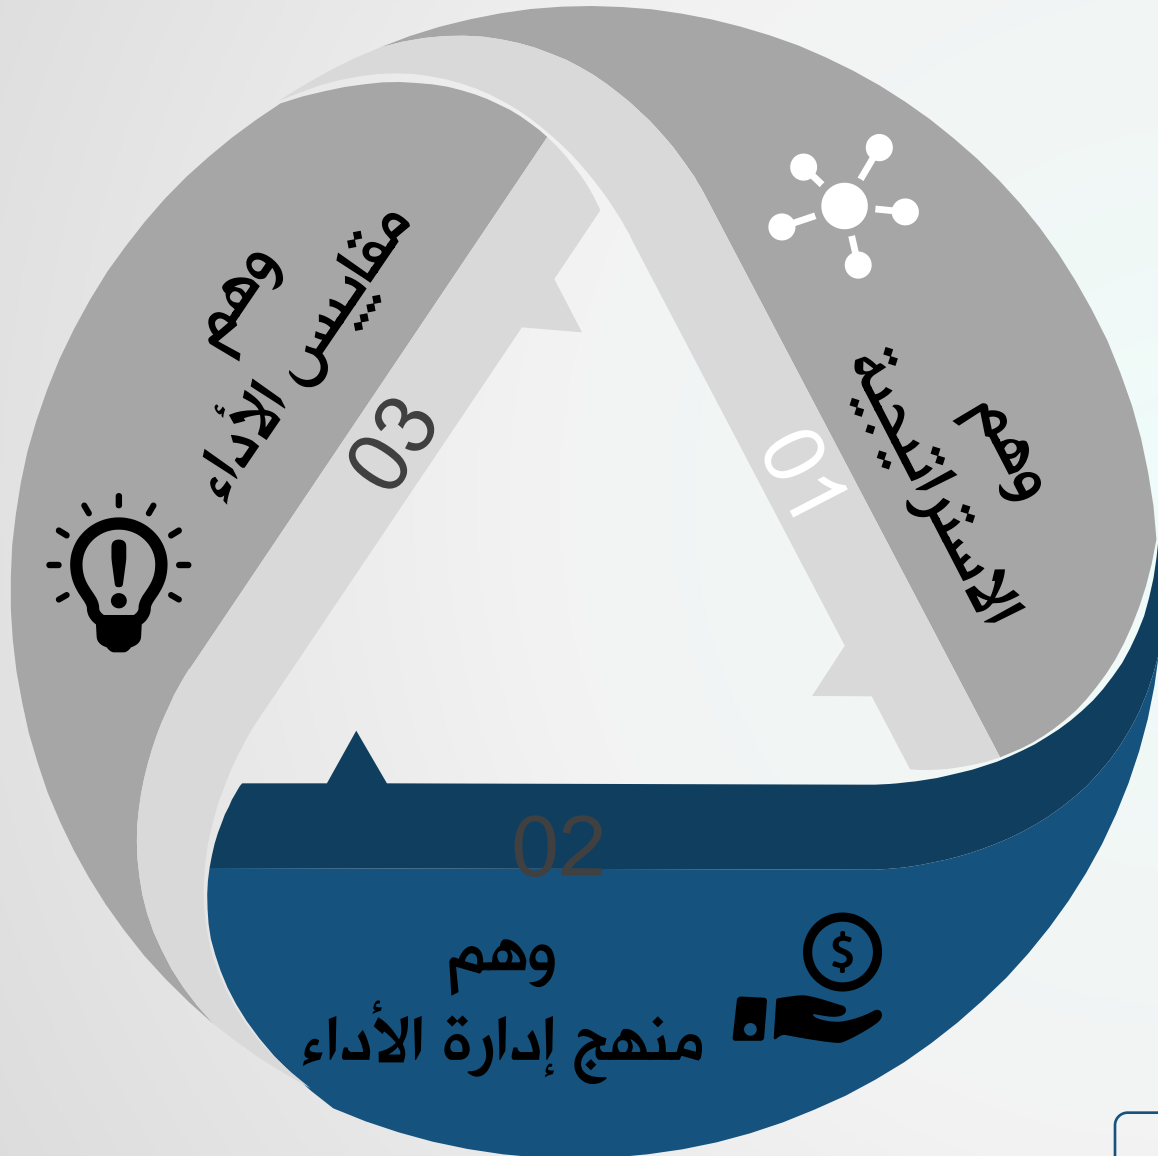 01
وهم
الاستراتيجية
02
وهم
منهج إدارة الأداء
$
03
وهم
مقاييس الأداء
!